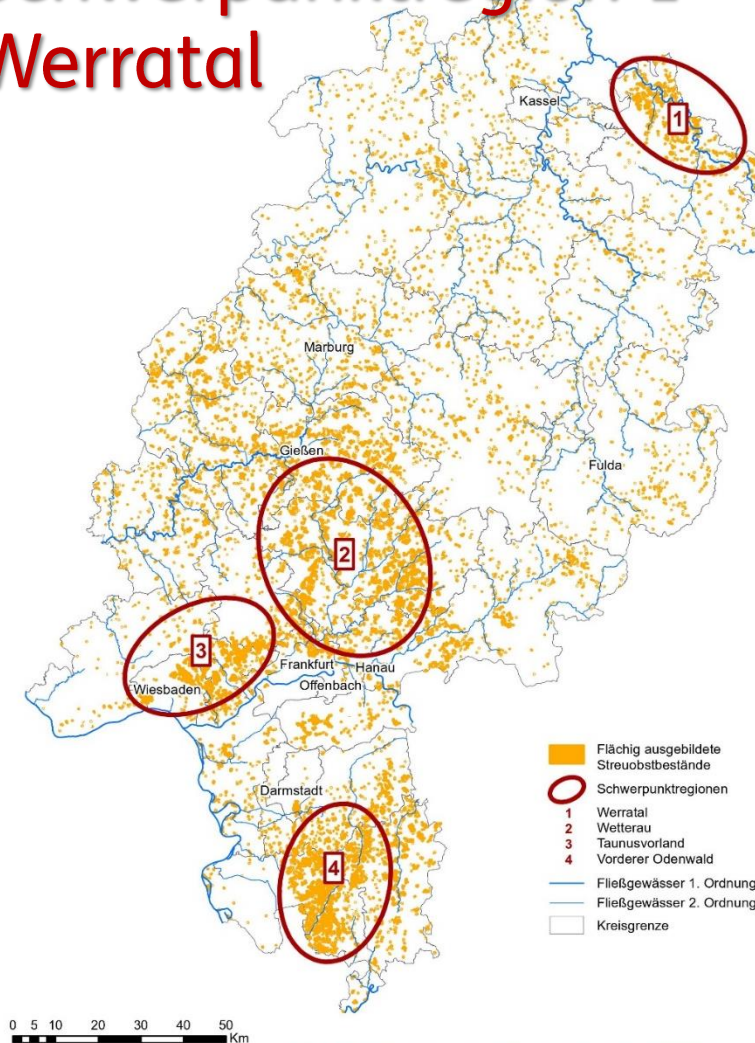 Werratal
Kassel
1
Marburg
Gießen
Fulda
2
3
Frankfurt
Hanau
Wiesbaden
Offenbach
Darmstadt
4
Flächig ausgebildete
Streuobstbestände
Schwerpunktregionen
1 Werratal
2 Wetterau
3 Taunusvorland
4 Vorderer Odenwald
Fließgewässer 1. Ordnung
Fließgewässer 2. Ordnung
Kreisgrenze
0 5 10 20 30 40 50
Km